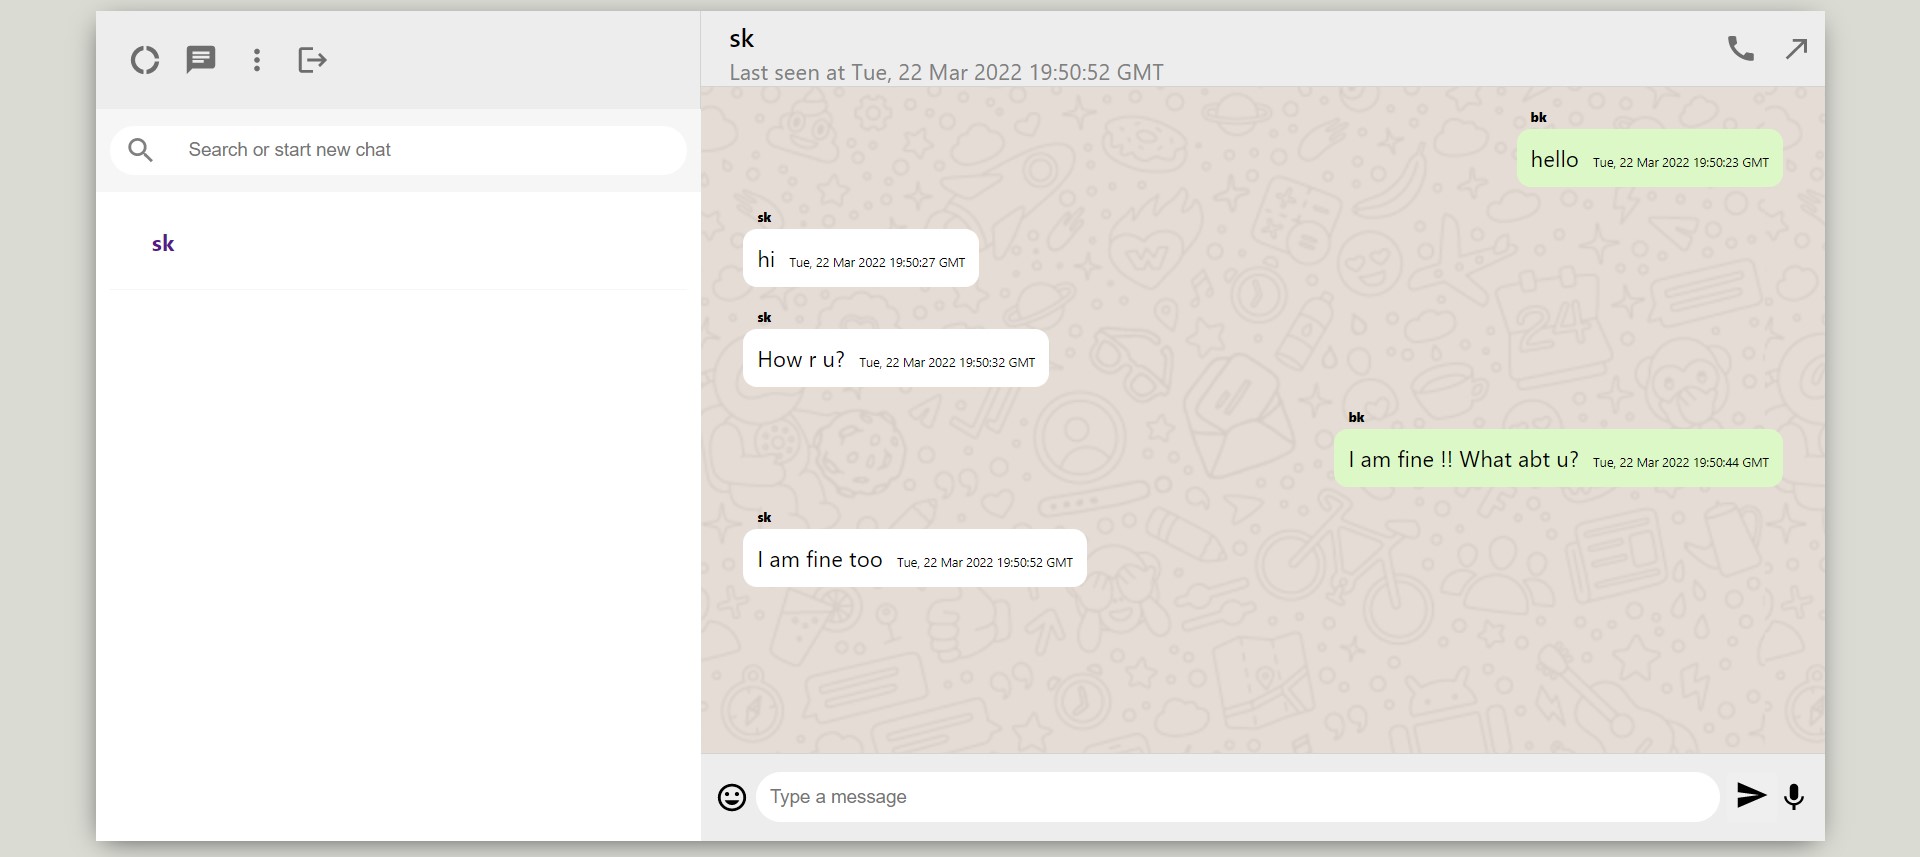 sk
Last seen at Tue, 22 Mar 2022 19:50:52 GMT
Search or start new chat
sk
bk
hello Tue, 22 Mar 2022 19:50:23 GMT
sk
hi Tue, 22 Mar 2022 19:50:27 GMT
sk
How r u? Tue, 22 Mar 2022 19:50:32 GMT
bk
I am fine !! What abt u? Tue, 22 Mar 2022 19:50:44 GMT
sk
I am fine too Tue, 22 Mar 2022 19:50:52 GMT
24
Type a message